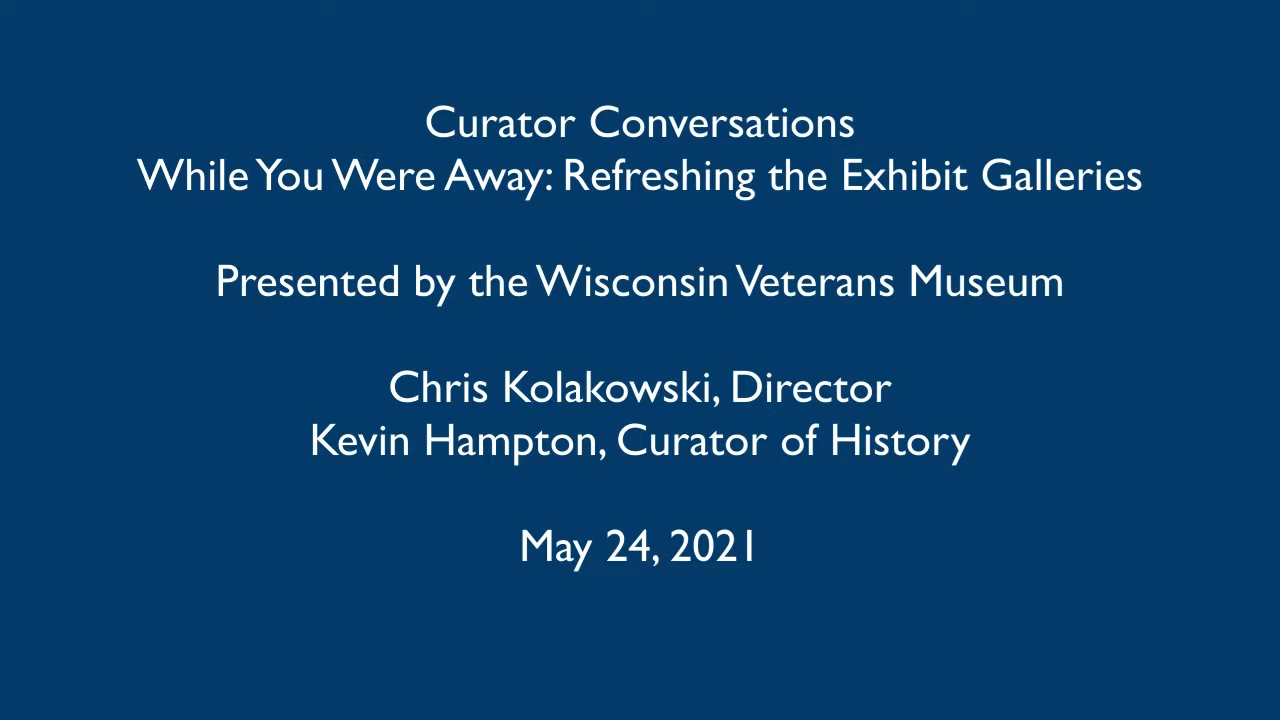 Curator Conversations
While You Were Away: Refreshing the Exhibit Galleries
Presented by the Wisconsin Veterans Museum
Chris Kolakowski, Director
Kevin Hampton, Curator of History
May 24, 2021